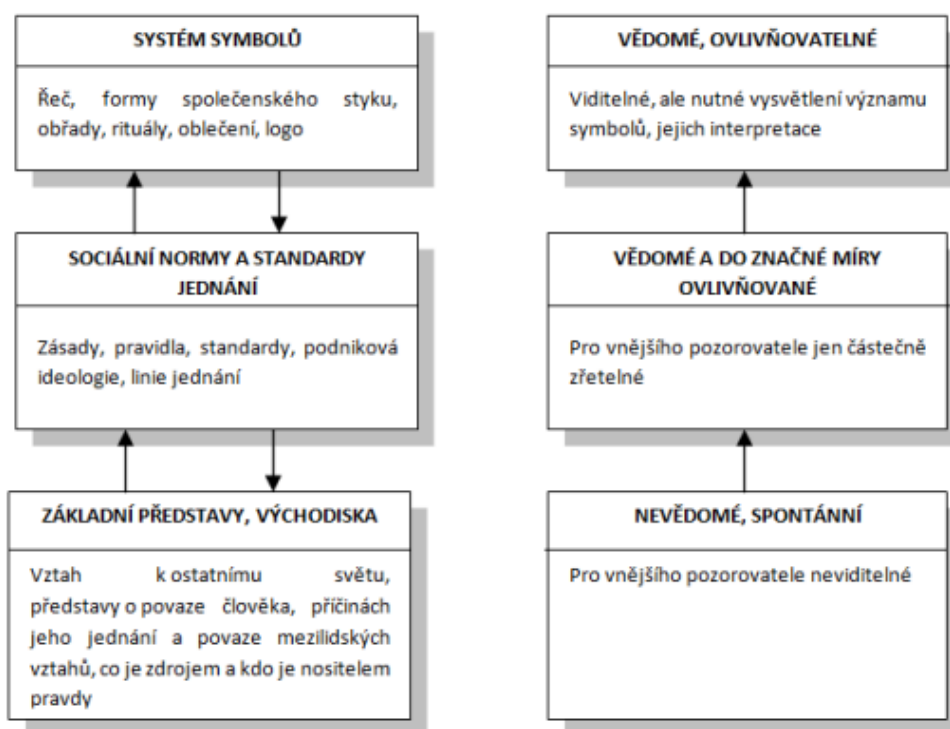 SYSTÉM SYMBOLŮ
Řeč, formy společenského styku,
obřady, rituály, oblečení, logo
VĚDOMÉ, OVLIVŇOVATELNÉ
Viditelné, ale nutné vysvětlení významu
symbolů, jejich interpretace
SOCIÁLNÍ NORMY A STANDARDY
JEDNÁNÍ
Zásady, pravidla, standardy, podniková
ideologie, linie jednání
VĚDOMÉ A DO ZNAČNÉ MÍRY
OVLIVŇOVANÉ
Pro vnějšího pozorovatele jen částečně
zřetelné
ZÁKLADNÍ PŘEDSTAVY, VÝCHODISKA
Vztah k ostatnímu světu,
představy o povaze člověka, příčinách
jeho jednání a povaze mezilidských
vztahů, co je zdrojem a kdo je nositelem
pravdy
NEVĚDOMÉ, SPONTÁNNÍ
Pro vnějšího pozorovatele neviditelné